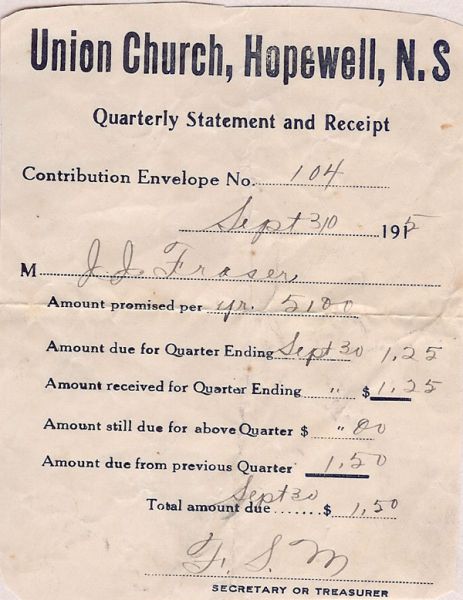 Union Church, Hopewell, N.S
Quarterly Statement and Receipt
Contribution Envelope No. 104
Sept 30 1915
M J. J. Fraser
Amount promised per yr. 5.00
Amount due for Quarter Ending Sept 30 1,25
Amount received for Quarter Ending " $ 1,25
Amount still due for above Quarter $ " 00
Amount due from previous Quarter 1,50
Sept 30
Total amount due.......$ 1,50
F. S. M
SECRETARY OR TREASURER